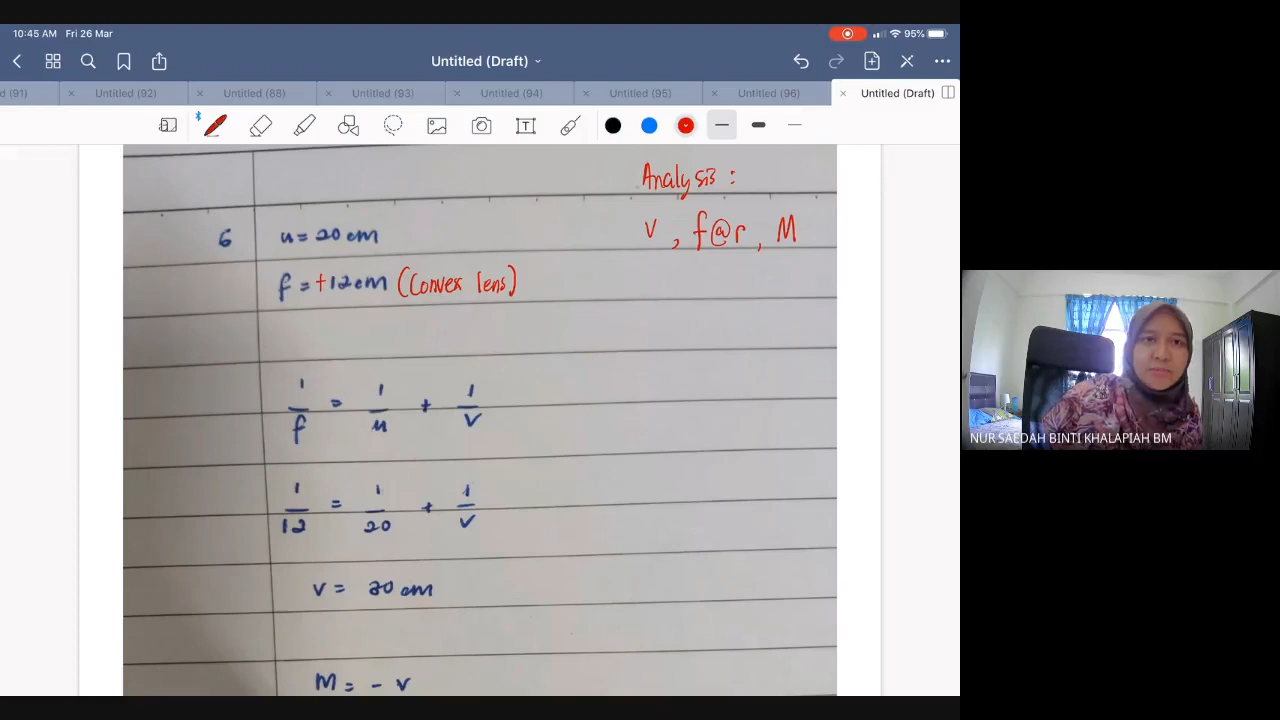 10:45 AM Fri 26 Mar
95%
Untitled (Draft)
d (91)
Untitled (92)
Untitled (88)
Untitled (93)
Untitled (94)
Untitled (95)
Untitled (96)
Untitled (Draft)
Analysis :
V , f@r , M
6
u = 20 cm
f = +12 cm (Convex lens)
1/f = 1/u + 1/v
1/12 = 1/20 + 1/v
v = 30 cm
M = - v
NUR SAEDAH BINTI KHALAPIAH BM